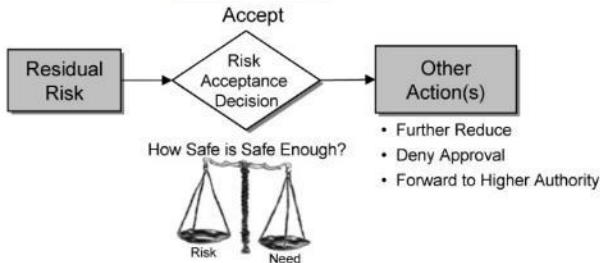 Accept
Residual
Risk
Risk
Acceptance
Decision
Other
Action(s)
• Further Reduce
• Deny Approval
• Forward to Higher Authority
How Safe is Safe Enough?
Risk
Need